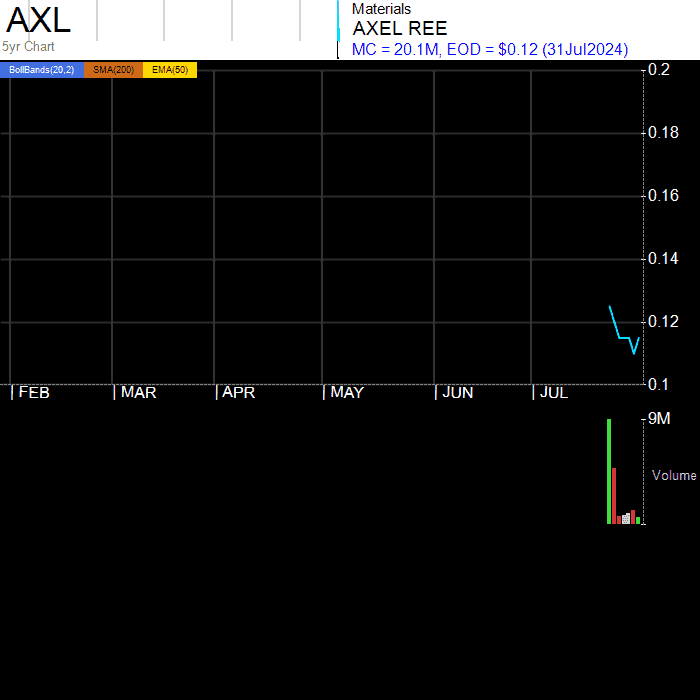 AXL
5yr Chart
Materials
AXEL REE
MC = 20.1M, EOD = $0.12 (31Jul2024)
BollBands(20,2) SMA(200) EMA(50)
0.2
0.18
0.16
0.14
0.12
0.1
| FEB | MAR | APR | MAY | JUN | JUL
9M
Volume